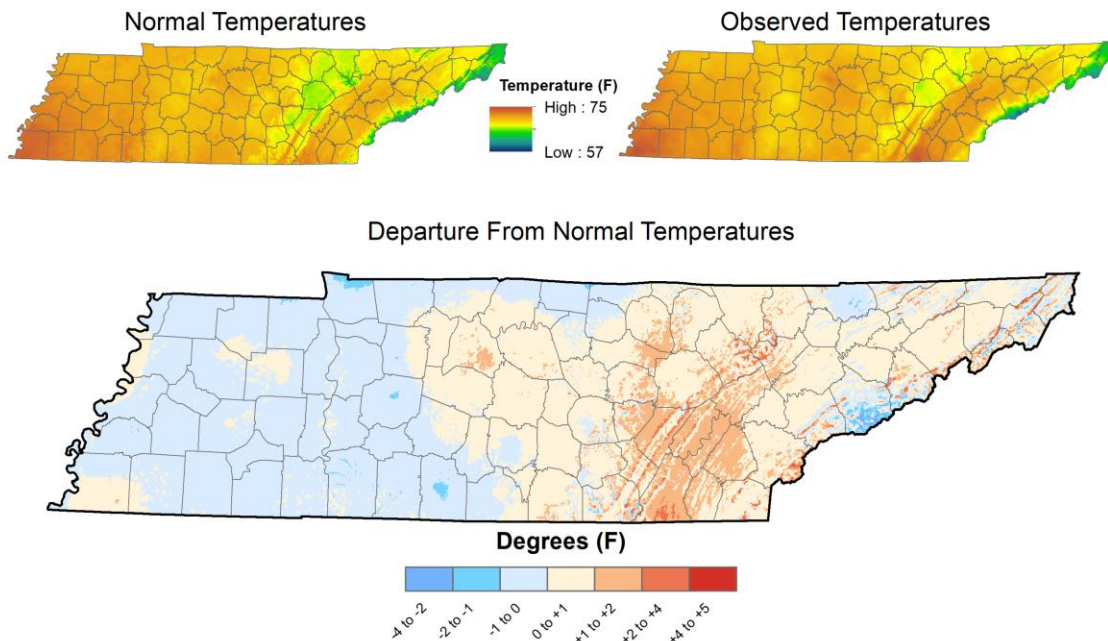 Normal Temperatures
Observed Temperatures
Temperature (F)
High : 75
Low : 57
Departure From Normal Temperatures
Degrees (F)
-4 to -2
-2 to -1
-1 to 0
0 to +1
+1 to +2
+2 to +4
+4 to +5